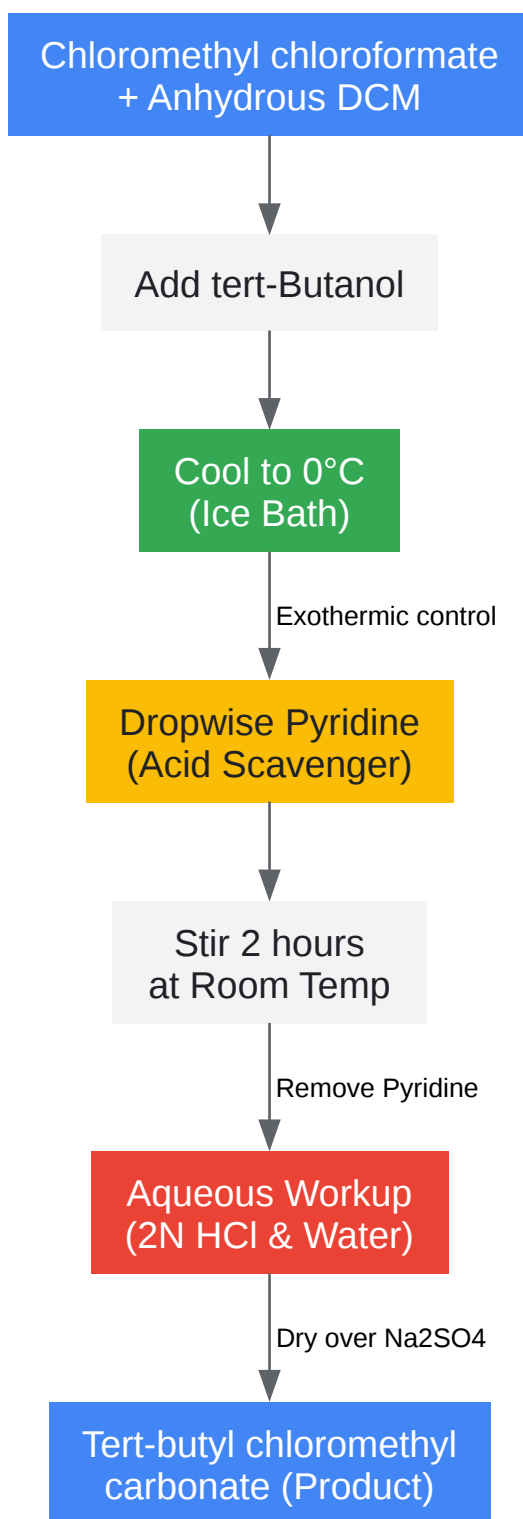 Chloromethyl chloroformate
+ Anhydrous DCM
Add tert-Butanol
Cool to 0°C
(Ice Bath)
Exothermic control
Dropwise Pyridine
(Acid Scavenger)
Stir 2 hours
at Room Temp
Remove Pyridine
Aqueous Workup
(2N HCl & Water)
Dry over Na2SO4
Tert-butyl chloromethyl
carbonate (Product)